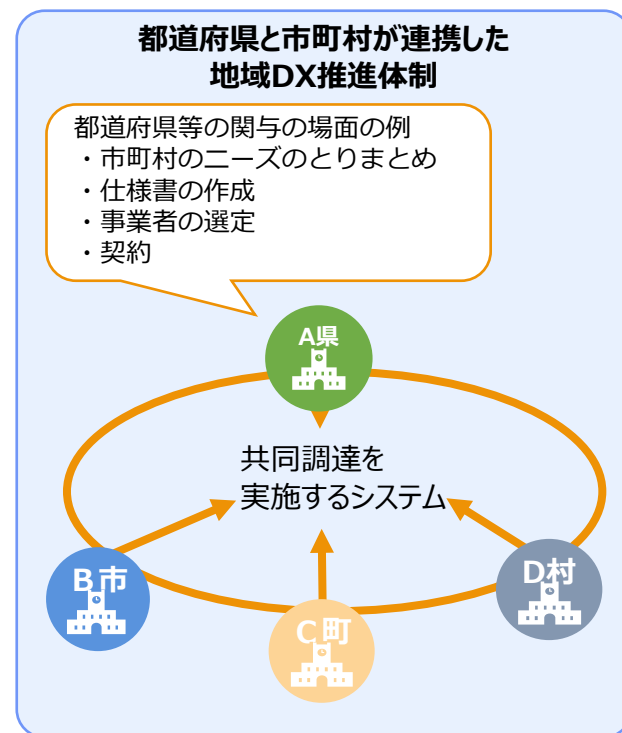 都道府県と市町村が連携した
地域DX推進体制
都道府県等の関与の場面の例
・市町村のニーズのとりまとめ
・仕様書の作成
・事業者の選定
・契約
A県
共同調達を
実施するシステム
B市
C町
D村